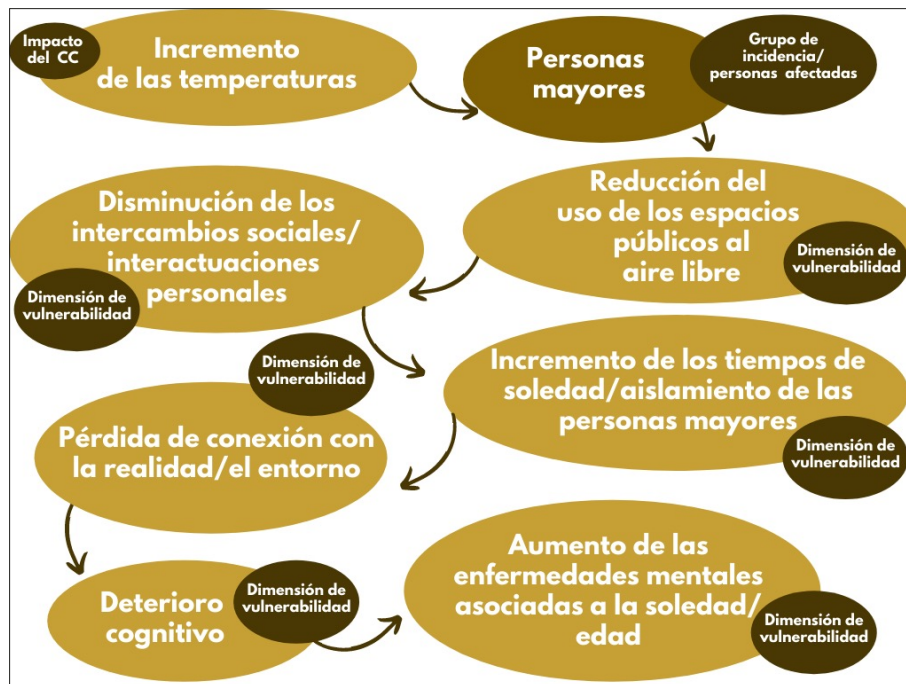 Impacto
del CC
Incremento
de las temperaturas
Personas
mayores
Grupo de
incidencia/
personas afectadas
Reducción del
uso de los espacios
públicos al
aire libre
Dimensión de
vulnerabilidad
Disminución de los
intercambios sociales/
interactuaciones
personales
Dimensión de
vulnerabilidad
Incremento de los tiempos de
soledad/aislamiento de las
personas mayores
Dimensión de
vulnerabilidad
Dimensión de
vulnerabilidad
Pérdida de conexión con
la realidad/el entorno
Deterioro
cognitivo
Dimensión de
vulnerabilidad
Aumento de las
enfermedades mentales
asociadas a la soledad/
edad
Dimensión de
vulnerabilidad